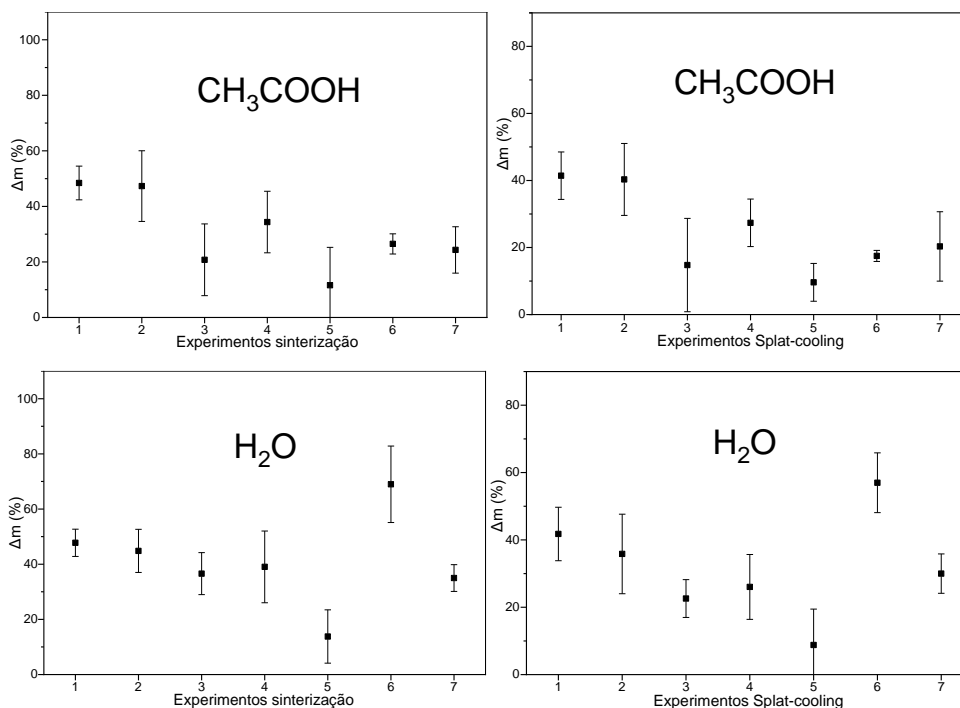 100
80
60
40
20
0
Δm (%)
CH₃COOH
1 2 3 4 5 6 7
Experimentos sinterização
80
60
40
20
0
Δm (%)
CH₃COOH
1 2 3 4 5 6 7
Experimentos Splat-cooling
100
80
60
40
20
0
Δm (%)
H₂O
1 2 3 4 5 6 7
Experimentos sinterização
80
60
40
20
0
Δm (%)
H₂O
1 2 3 4 5 6 7
Experimentos Splat-cooling